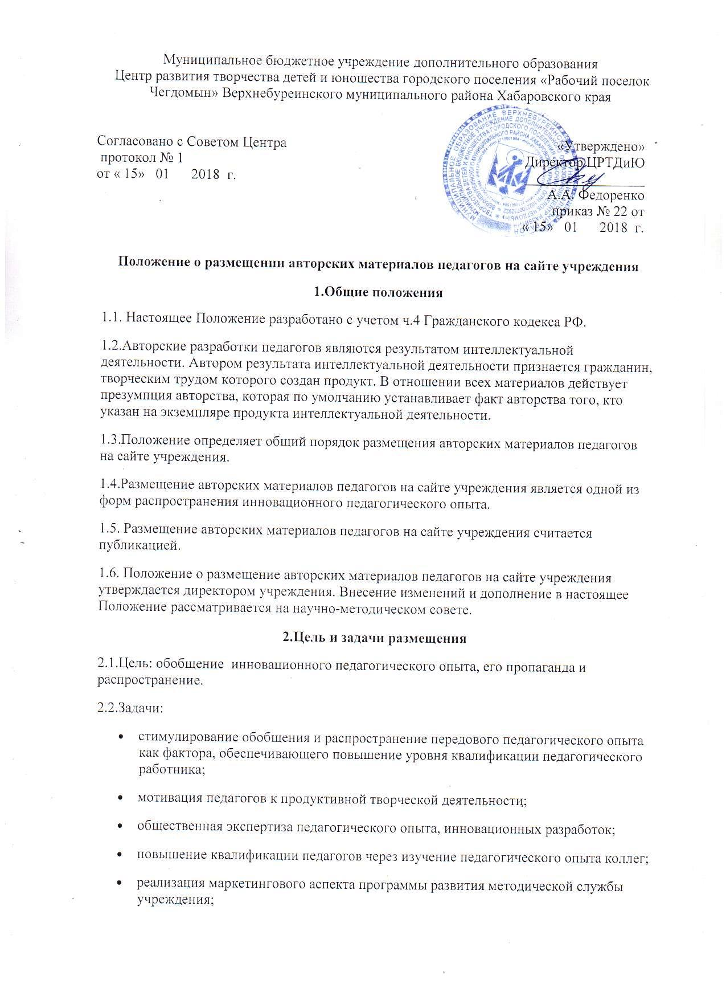 Муниципальное бюджетное учреждение дополнительного образования
Центр развития творчества детей и юношества городского поселения «Рабочий поселок
Чегдомын» Верхнебуреинского муниципального района Хабаровского края
Согласовано с Советом Центра
протокол № 1
от « 15» 01 2018 г.
«Утверждено»
Директор ЦРТДиЮ
А.А. Федоренко
приказ № 22 от
« 15» 01 2018 г.
Положение о размещении авторских материалов педагогов на сайте учреждения
1.Общие положения
1.1. Настоящее Положение разработано с учетом ч.4 Гражданского кодекса РФ.
1.2.Авторские разработки педагогов являются результатом интеллектуальной
деятельности. Автором результата интеллектуальной деятельности признается гражданин,
творческим трудом которого создан продукт. В отношении всех материалов действует
презумпция авторства, которая по умолчанию устанавливает факт авторства того, кто
указан на экземпляре продукта интеллектуальной деятельности.
1.3.Положение определяет общий порядок размещения авторских материалов педагогов
на сайте учреждения.
1.4.Размещение авторских материалов педагогов на сайте учреждения является одной из
форм распространения инновационного педагогического опыта.
1.5. Размещение авторских материалов педагогов на сайте учреждения считается
публикацией.
1.6. Положение о размещение авторских материалов педагогов на сайте учреждения
утверждается директором учреждения. Внесение изменений и дополнение в настоящее
Положение рассматривается на научно-методическом совете.
2.Цель и задачи размещения
2.1.Цель: обобщение инновационного педагогического опыта, его пропаганда и
распространение.
2.2.Задачи:
• стимулирование обобщения и распространение передового педагогического опыта
как фактора, обеспечивающего повышение уровня квалификации педагогического
работника;
• мотивация педагогов к продуктивной творческой деятельности;
• общественная экспертиза педагогического опыта, инновационных разработок;
• повышение квалификации педагогов через изучение педагогического опыта коллег;
• реализация маркетингового аспекта программы развития методической службы
учреждения;